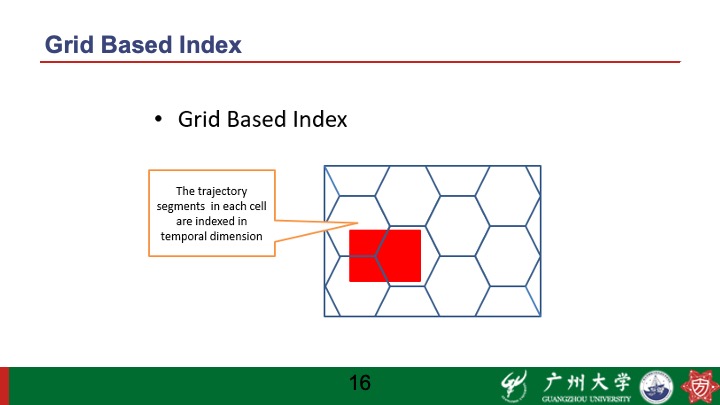 Grid Based Index
• Grid Based Index
The trajectory
segments in each cell
are indexed in
temporal dimension
16
广州大学
GUANGZHOU UNIVERSITY